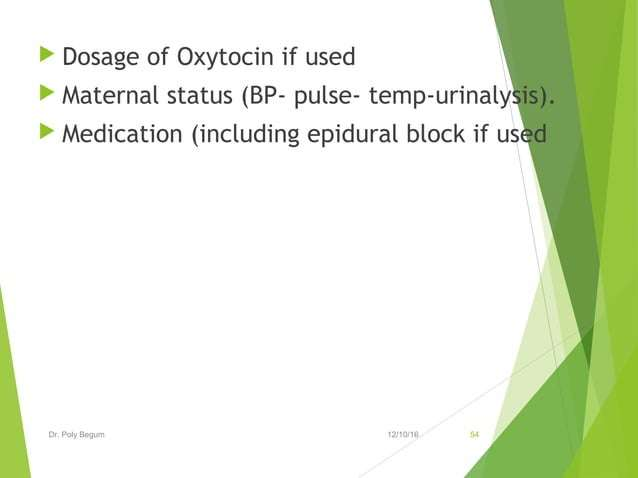 Dosage of Oxytocin if used
Maternal status (BP- pulse- temp-urinalysis).
Medication (including epidural block if used
Dr. Poly Begum 12/10/16 54